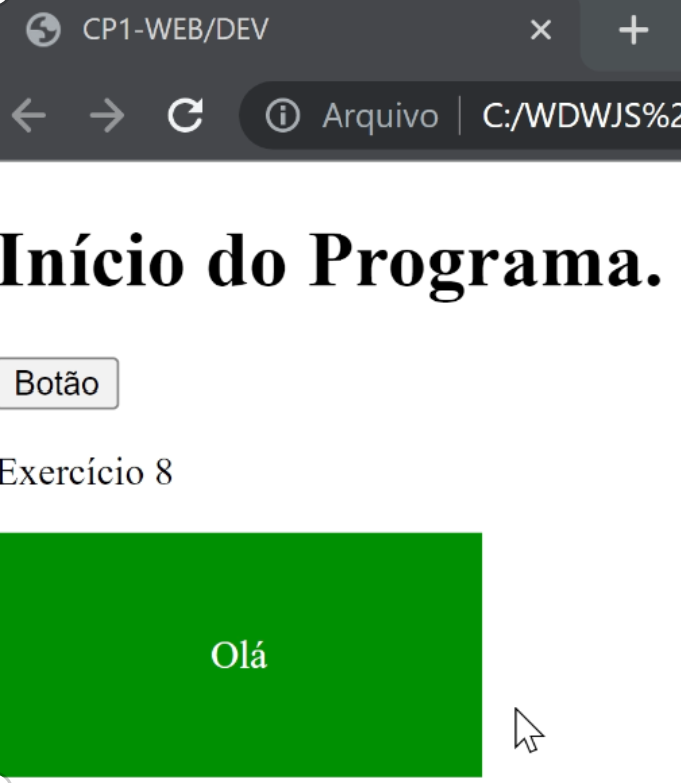 CP1-WEB/DEV
Arquivo C:/WDWJS%2
Início do Programa.
Botão
Exercício 8
Olá